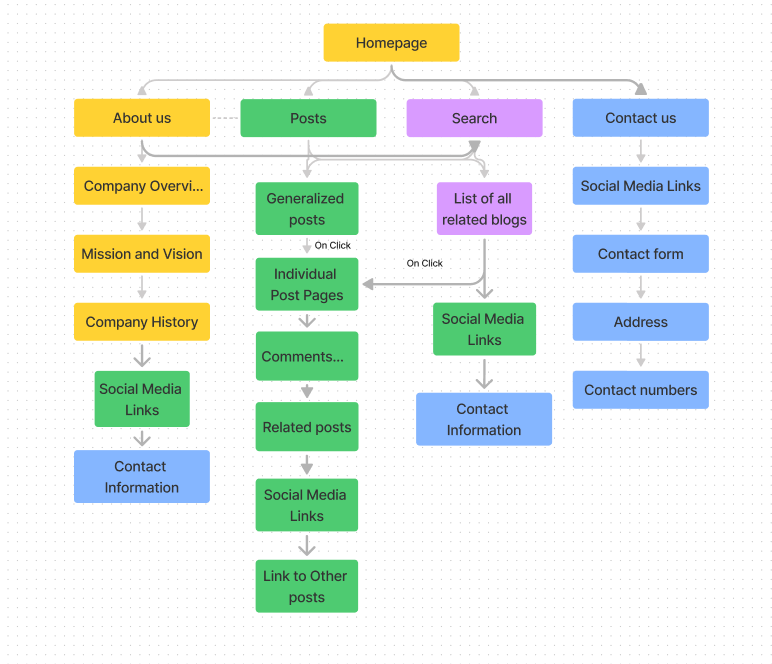 Homepage
About us
Posts
Search
Contact us
Company Overvi...
Mission and Vision
Company History
Social Media
Links
Contact
Information
Generalized
posts
On Click
Individual
Post Pages
Comments...
Related posts
Social Media
Links
Link to Other
posts
List of all
related blogs
On Click
Social Media
Links
Contact
Information
Social Media Links
Contact form
Address
Contact numbers